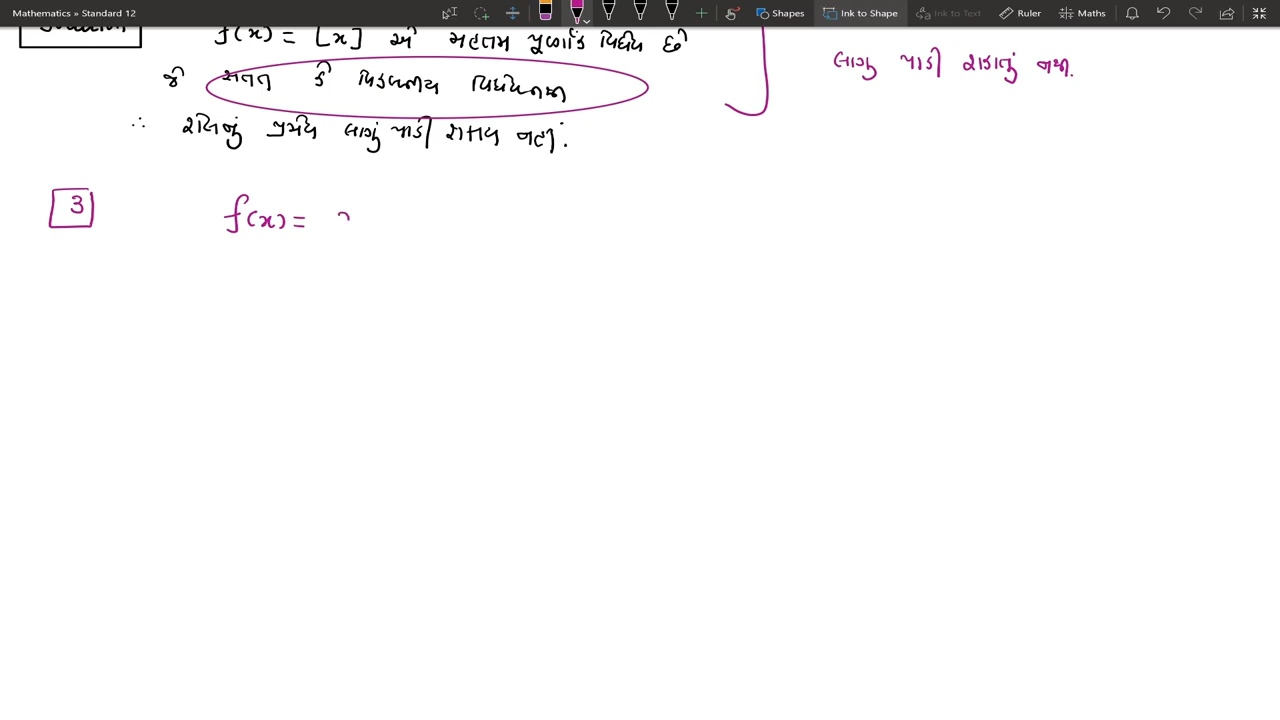 Mathematics » Standard 12
Shapes Ink to Shape Ink to Text Ruler Maths
f(x) = [x] એ મહત્તમ પૂર્ણાંક વિધેય છે
જે સતત કે વિકલનીય વિધેય નથી
∴ રોલનું પ્રમેય લાગું પાડી શકાય નહીં.
લાગુ પાડી શકાતું નથી.
3 f(x) =